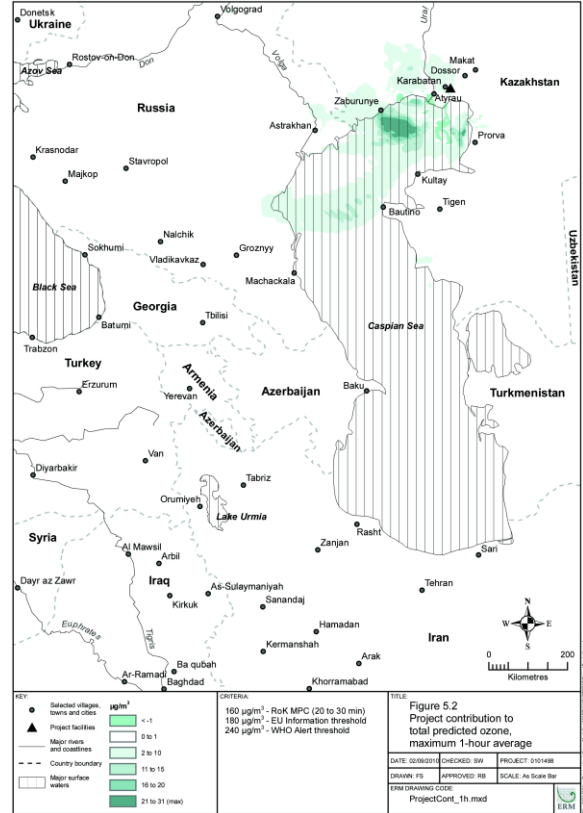 Donetsk
Ukraine
Volgograd
Ural
Rostov-on-Don
Azov Sea
Don
Volga
Makat
Dossor
Karabatan
Kazakhstan
Atyrau
Zaburunye
Russia
Astrakhan
Prorva
Krasnodar
Stavropol
Majkop
Kultay
Tigen
Bautino
Uzbekistan
Nalchik
Sokhumi
Groznyy
Vladikavkaz
Machackala
Black Sea
Georgia
Batumi
Tbilisi
Caspian Sea
Trabzon
Turkey
Armenia
Erzurum
Yerevan
Azerbaijan
Baku
Turkmenistan
Azerbaijan
Van
Diyarbakir
Tabriz
Orumiyeh
Lake Urmia
Rasht
Syria
Al Mawsil
Zanjan
Sari
Arbil
Dayr az Zawr
Iraq
As-Sulaymaniyah
Tehran
Kirkuk
Sanandaj
N
W E
S
Euphrates
Tigris
Hamadan
Iran
Kermanshah
Arak
0 50 100
Kilometres
Ba qubah
Ar-Ramadi
Baghdad
Khorramabad
KEY:
Selected villages,
towns and cities
Project facilities
Major rivers
and coastlines
Country boundary
Major surface
waters
µg/m³
< -1
0 to 1
2 to 10
11 to 15
16 to 20
21 to 31 (max)
CRITERIA:
160 µg/m³ - RoK MPC (20 to 30 min)
180 µg/m³ - EU Information threshold
240 µg/m³ - WHO Alert threshold
TITLE:
Figure 5.2
Project contribution to
total predicted ozone,
maximum 1-hour average
DATE: 02/09/2010 CHECKED: SW PROJECT: 0101498
DRAWN: FS APPROVED: RB SCALE: As Scale Bar
ERM DRAWING CODE:
ProjectCont_1h.mxd
ERM